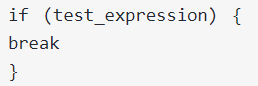 if (test_expression) {
break
}